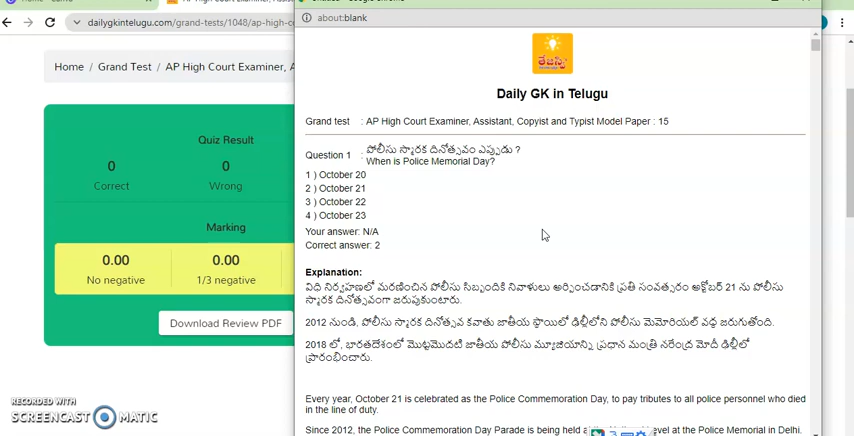 dailygkintelugu.com/grand-tests/1048/ap-high-c
about:blank
Home / Grand Test / AP High Court Examiner, A
Quiz Result
0
0
Correct
Wrong
Marking
0.00
0.00
No negative
1/3 negative
Download Review PDF
తేజస్వి
Daily GK in Telugu
Grand test : AP High Court Examiner, Assistant, Copyist and Typist Model Paper : 15
Question 1 : పోలీసు స్మారక దినోత్సవం ఎప్పుడు ?
When is Police Memorial Day?
1 ) October 20
2 ) October 21
3 ) October 22
4 ) October 23
Your answer: N/A
Correct answer: 2
Explanation:
విధి నిర్వహణలో మరణించిన పోలీసు సిబ్బందికి నివాళులు అర్పించడానికి ప్రతి సంవత్సరం అక్టోబర్ 21 ను పోలీసు
స్మారక దినోత్సవంగా జరుపుకుంటారు.
2012 నుండి, పోలీసు స్మారక దినోత్సవ కవాతు జాతీయ స్థాయిలో ఢిల్లీలోని పోలీసు మెమోరియల్ వద్ద జరుగుతోంది.
2018 లో, భారతదేశంలో మొట్టమొదటి జాతీయ పోలీసు మ్యూజియాన్ని ప్రధాన మంత్రి నరేంద్ర మోదీ ఢిల్లీలో
ప్రారంభించారు.
Every year, October 21 is celebrated as the Police Commemoration Day, to pay tributes to all police personnel who died
in the line of duty.
Since 2012, the Police Commemoration Day Parade is being held level at the Police Memorial in Delhi.
RECORDED WITH
SCREENCAST MATIC